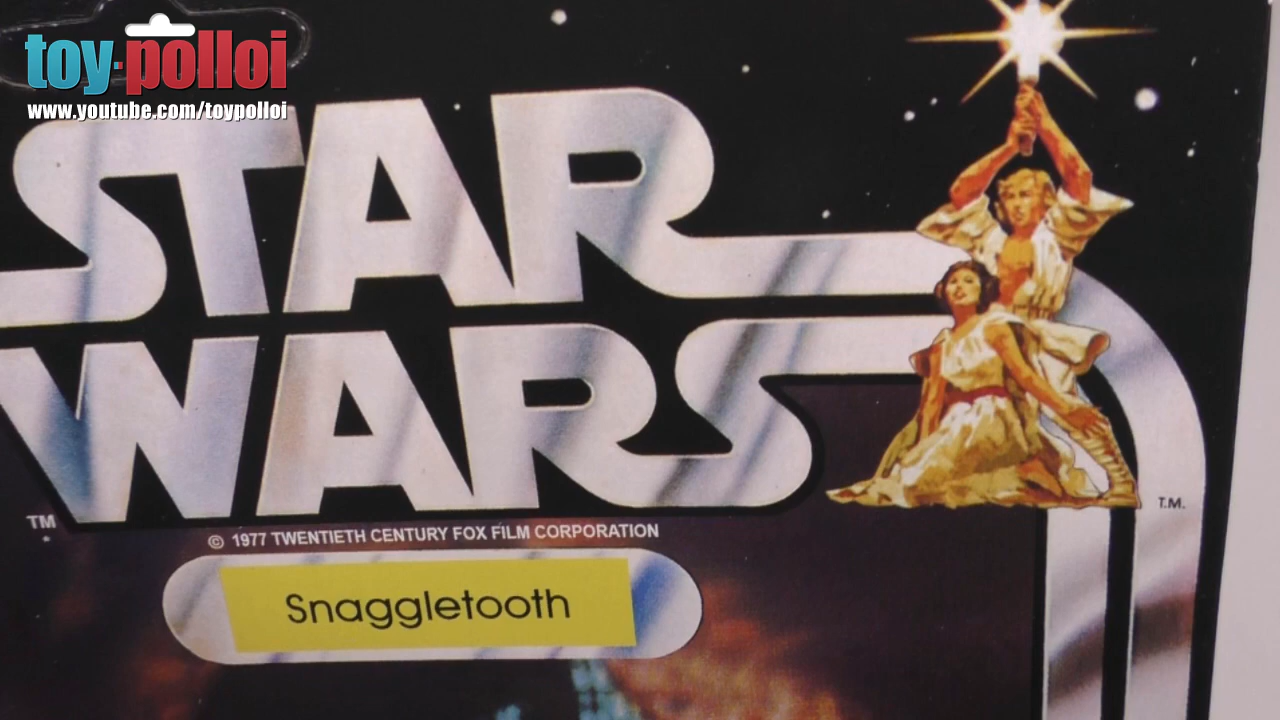 toy·polloi
www.youtube.com/toypolloi
STAR
WARS
TM
T.M.
© 1977 TWENTIETH CENTURY FOX FILM CORPORATION
Snaggletooth